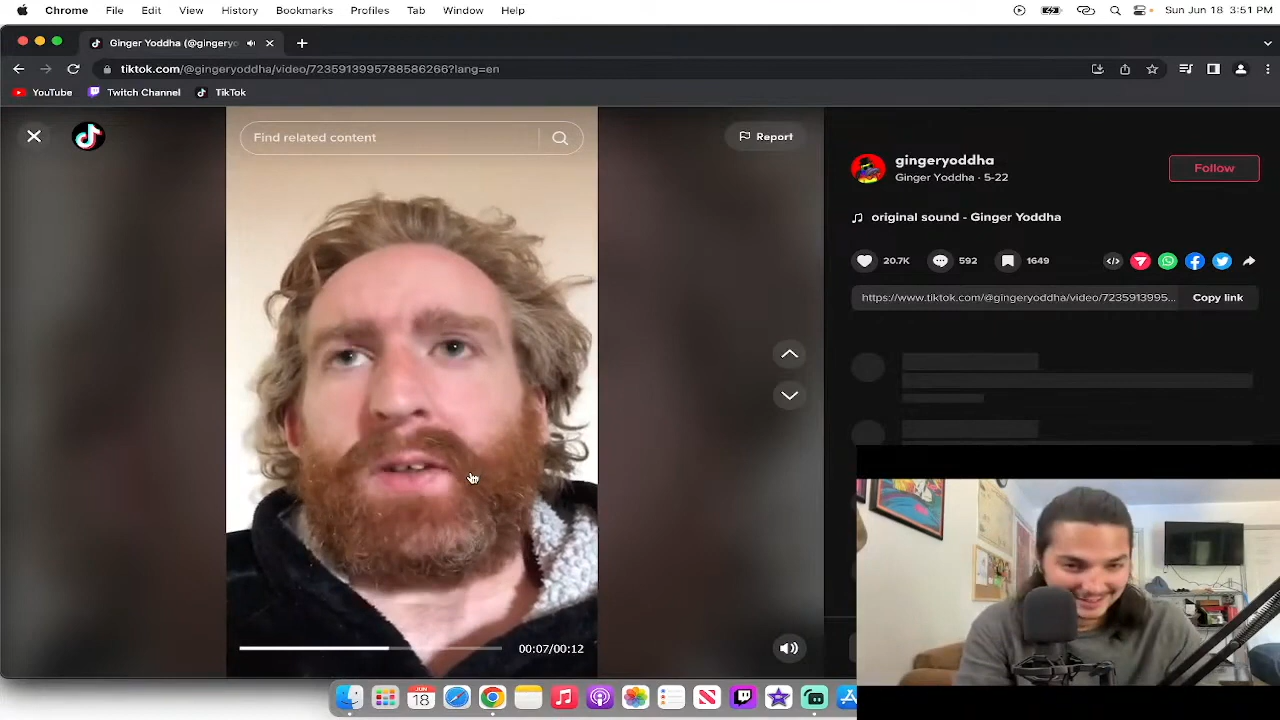 Chrome File Edit View History Bookmarks Profiles Tab Window Help Sun Jun 18 3:51 PM
Ginger Yoddha (@gingeryo
tiktok.com/@gingeryoddha/video/7235913995788586266?lang=en
YouTube Twitch Channel TikTok
Find related content
Report
gingeryoddha
Ginger Yoddha · 5-22
Follow
original sound - Ginger Yoddha
20.7K 592 1649
https://www.tiktok.com/@gingeryoddha/video/7235913995...
Copy link
00:07/00:12
JUN
18